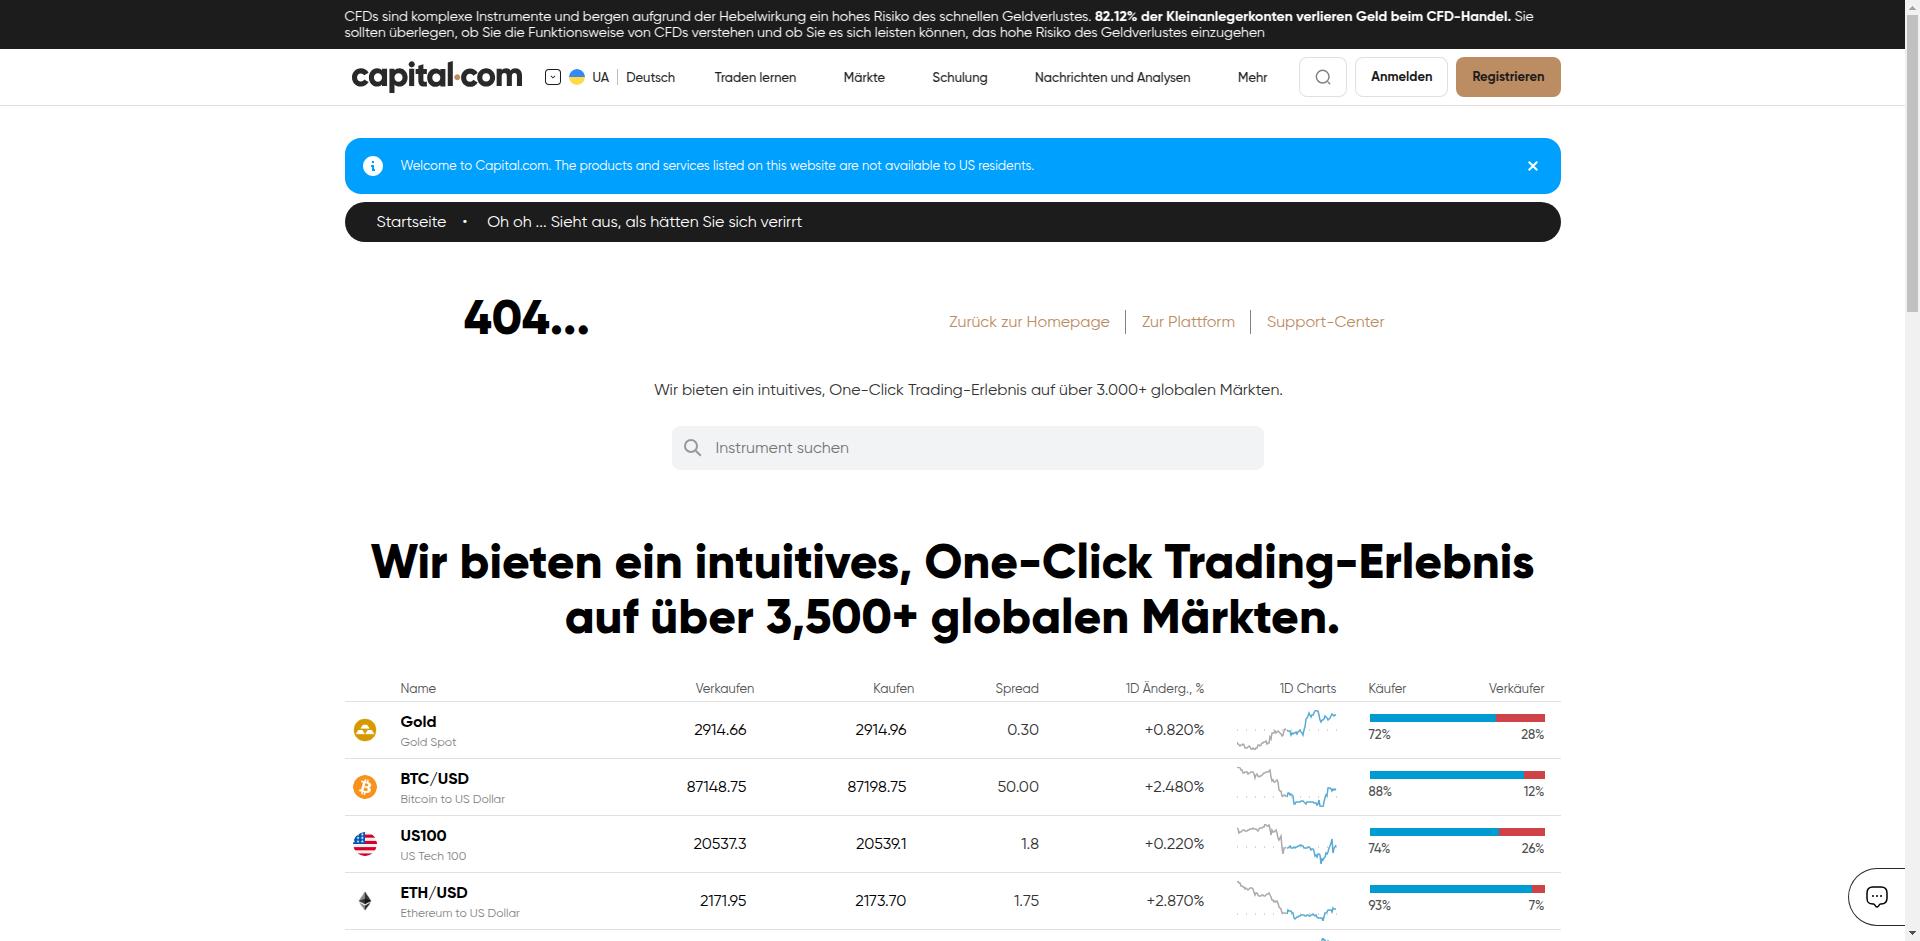 CFDs sind komplexe Instrumente und bergen aufgrund der Hebelwirkung ein hohes Risiko des schnellen Geldverlustes. 82.12% der Kleinanlegerkonten verlieren Geld beim CFD-Handel. Sie
sollten überlegen, ob Sie die Funktionsweise von CFDs verstehen und ob Sie es sich leisten können, das hohe Risiko des Geldverlustes einzugehen
capital.com UA Deutsch Traden lernen Märkte Schulung Nachrichten und Analysen Mehr Anmelden Registrieren
Welcome to Capital.com. The products and services listed on this website are not available to US residents.
Startseite • Oh oh ... Sieht aus, als hätten Sie sich verirrt
404...
Zurück zur Homepage Zur Plattform Support-Center
Wir bieten ein intuitives, One-Click Trading-Erlebnis auf über 3.000+ globalen Märkten.
Instrument suchen
Wir bieten ein intuitives, One-Click Trading-Erlebnis
auf über 3,500+ globalen Märkten.
Name Verkaufen Kaufen Spread 1D Änderg., % 1D Charts Käufer Verkäufer
Gold 2914.66 2914.96 0.30 +0.820% 72% 28%
Gold Spot
BTC/USD 87148.75 87198.75 50.00 +2.480% 88% 12%
Bitcoin to US Dollar
US100 20537.3 20539.1 1.8 +0.220% 74% 26%
US Tech 100
ETH/USD 2171.95 2173.70 1.75 +2.870% 93% 7%
Ethereum to US Dollar